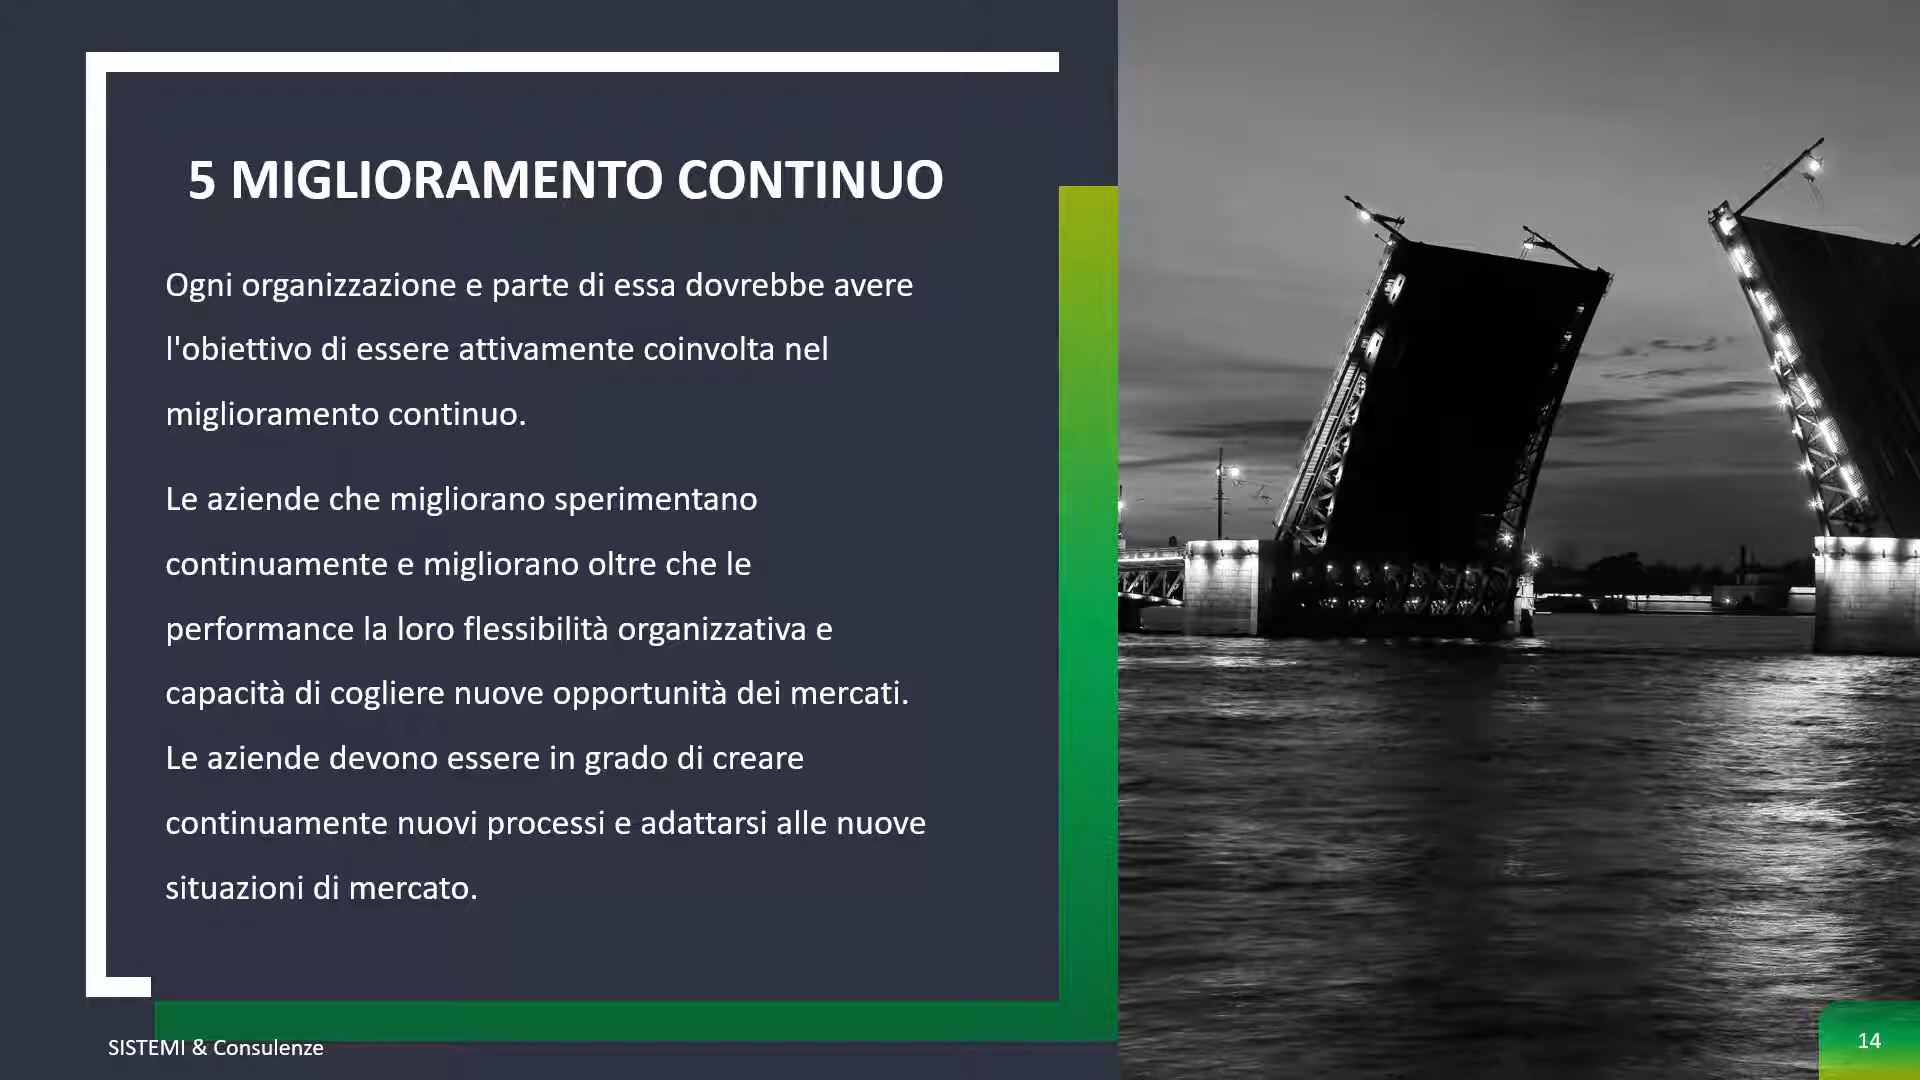 5 MIGLIORAMENTO CONTINUO
Ogni organizzazione e parte di essa dovrebbe avere
l'obiettivo di essere attivamente coinvolta nel
miglioramento continuo.
Le aziende che migliorano sperimentano
continuamente e migliorano oltre che le
performance la loro flessibilità organizzativa e
capacità di cogliere nuove opportunità dei mercati.
Le aziende devono essere in grado di creare
continuamente nuovi processi e adattarsi alle nuove
situazioni di mercato.
SISTEMI & Consulenze
14